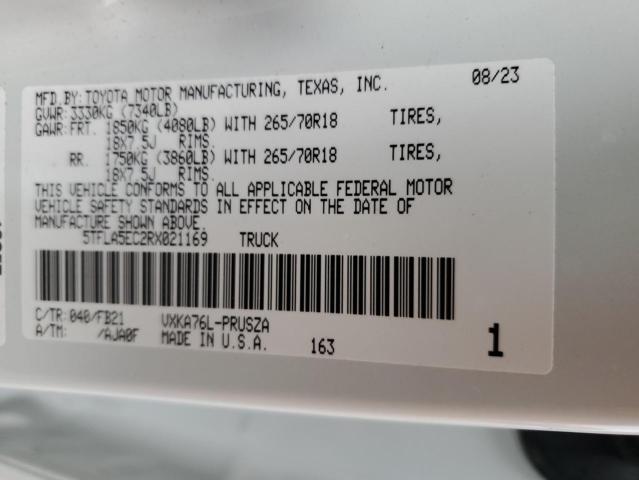 MFD.BY:TOYOTA MOTOR MANUFACTURING, TEXAS, INC. 08/23
GVWR:3330KG (7340LB)
GAWR:FRT. 1850KG (4080LB) WITH 265/70R18 TIRES,
18X7.5J RIMS.
RR. 1750KG (3860LB) WITH 265/70R18 TIRES,
18X7.5J RIMS.
THIS VEHICLE CONFORMS TO ALL APPLICABLE FEDERAL MOTOR
VEHICLE SAFETY STANDARDS IN EFFECT ON THE DATE OF
MANUFACTURE SHOWN ABOVE.
5TFLA5EC2RX021169 TRUCK
C/TR:040/FB21 VXKA76L-PRUSZA
A/TM: /AJA0F MADE IN U.S.A. 163 1